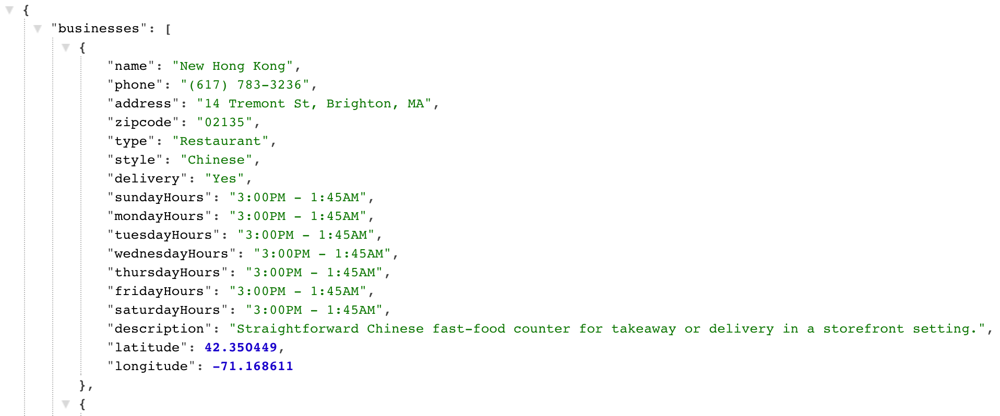 {
"businesses": [
{
"name": "New Hong Kong",
"phone": "(617) 783-3236",
"address": "14 Tremont St, Brighton, MA",
"zipcode": "02135",
"type": "Restaurant",
"style": "Chinese",
"delivery": "Yes",
"sundayHours": "3:00PM - 1:45AM",
"mondayHours": "3:00PM - 1:45AM",
"tuesdayHours": "3:00PM - 1:45AM",
"wednesdayHours": "3:00PM - 1:45AM",
"thursdayHours": "3:00PM - 1:45AM",
"fridayHours": "3:00PM - 1:45AM",
"saturdayHours": "3:00PM - 1:45AM",
"description": "Straightforward Chinese fast-food counter for takeaway or delivery in a storefront setting.",
"latitude": 42.350449,
"longitude": -71.168611
},
{